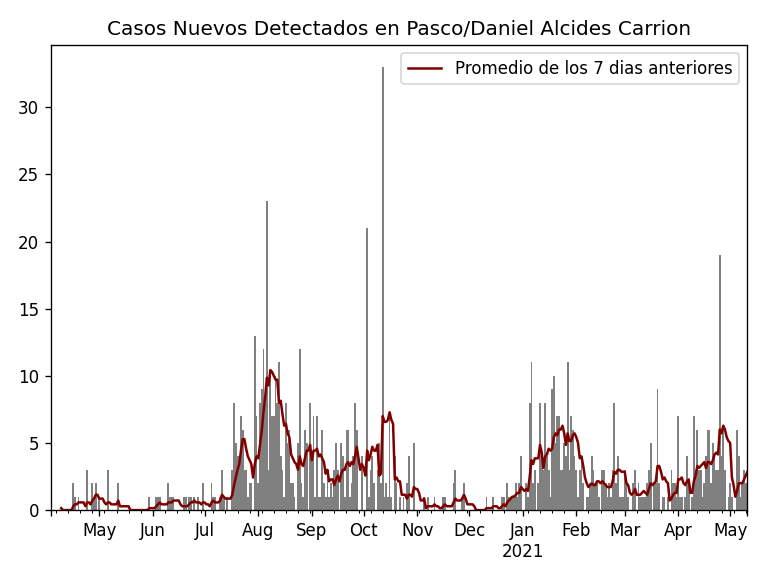 Casos Nuevos Detectados en Pasco/Daniel Alcides Carrion
Promedio de los 7 dias anteriores
30
25
20
15
10
5
0
May Jun Jul Aug Sep Oct Nov Dec Jan Feb Mar Apr May
2021